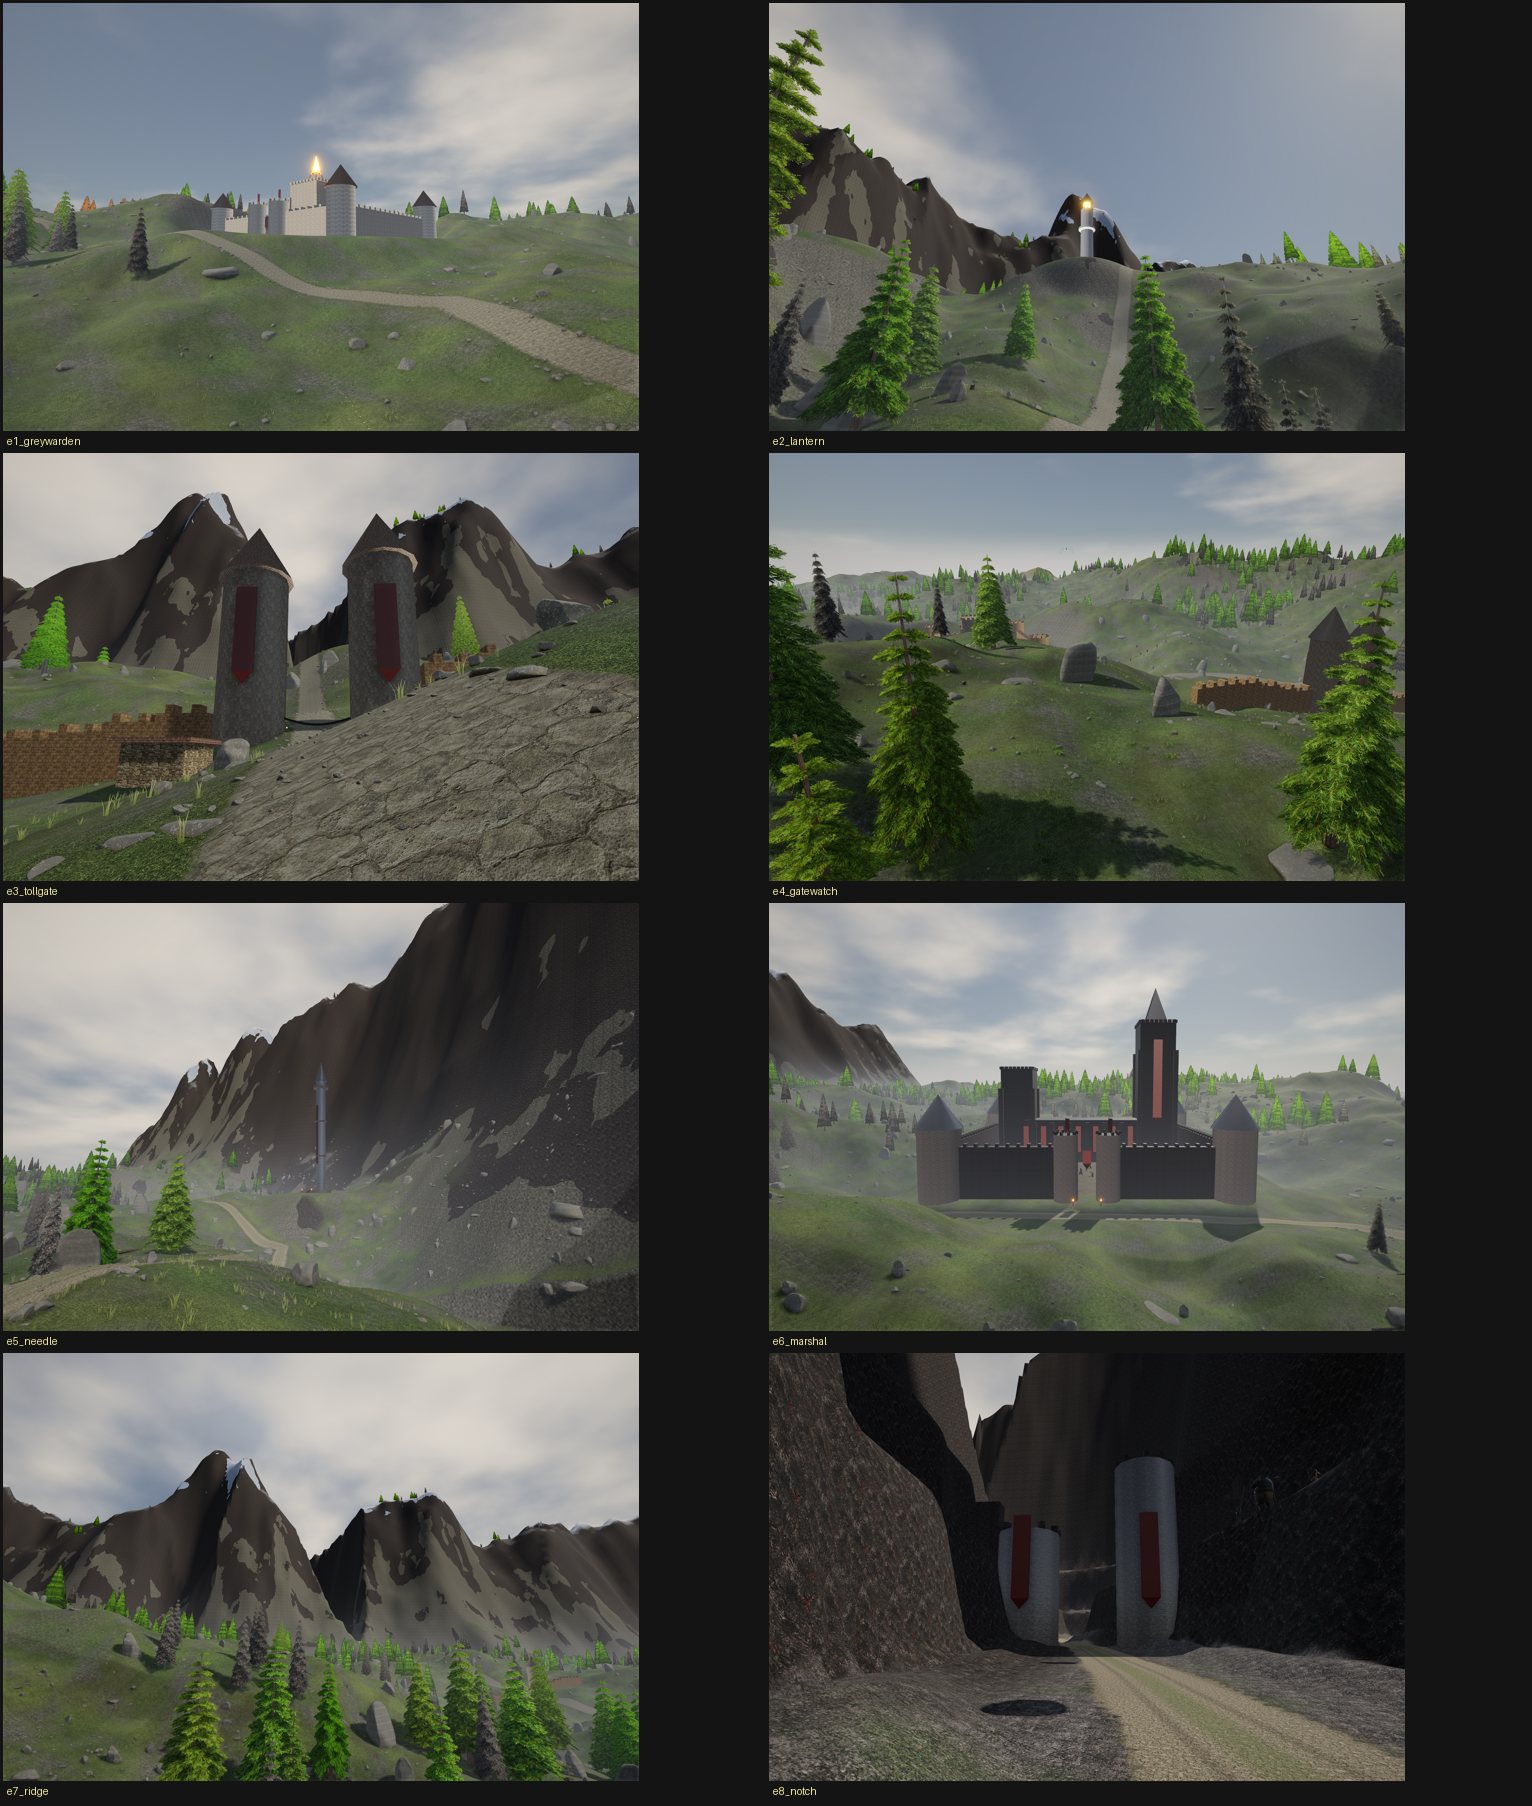 e1_greywarden
e2_lantern
e3_tollgate
e4_gatewatch
e5_needle
e6_marshal
e7_ridge
e8_notch